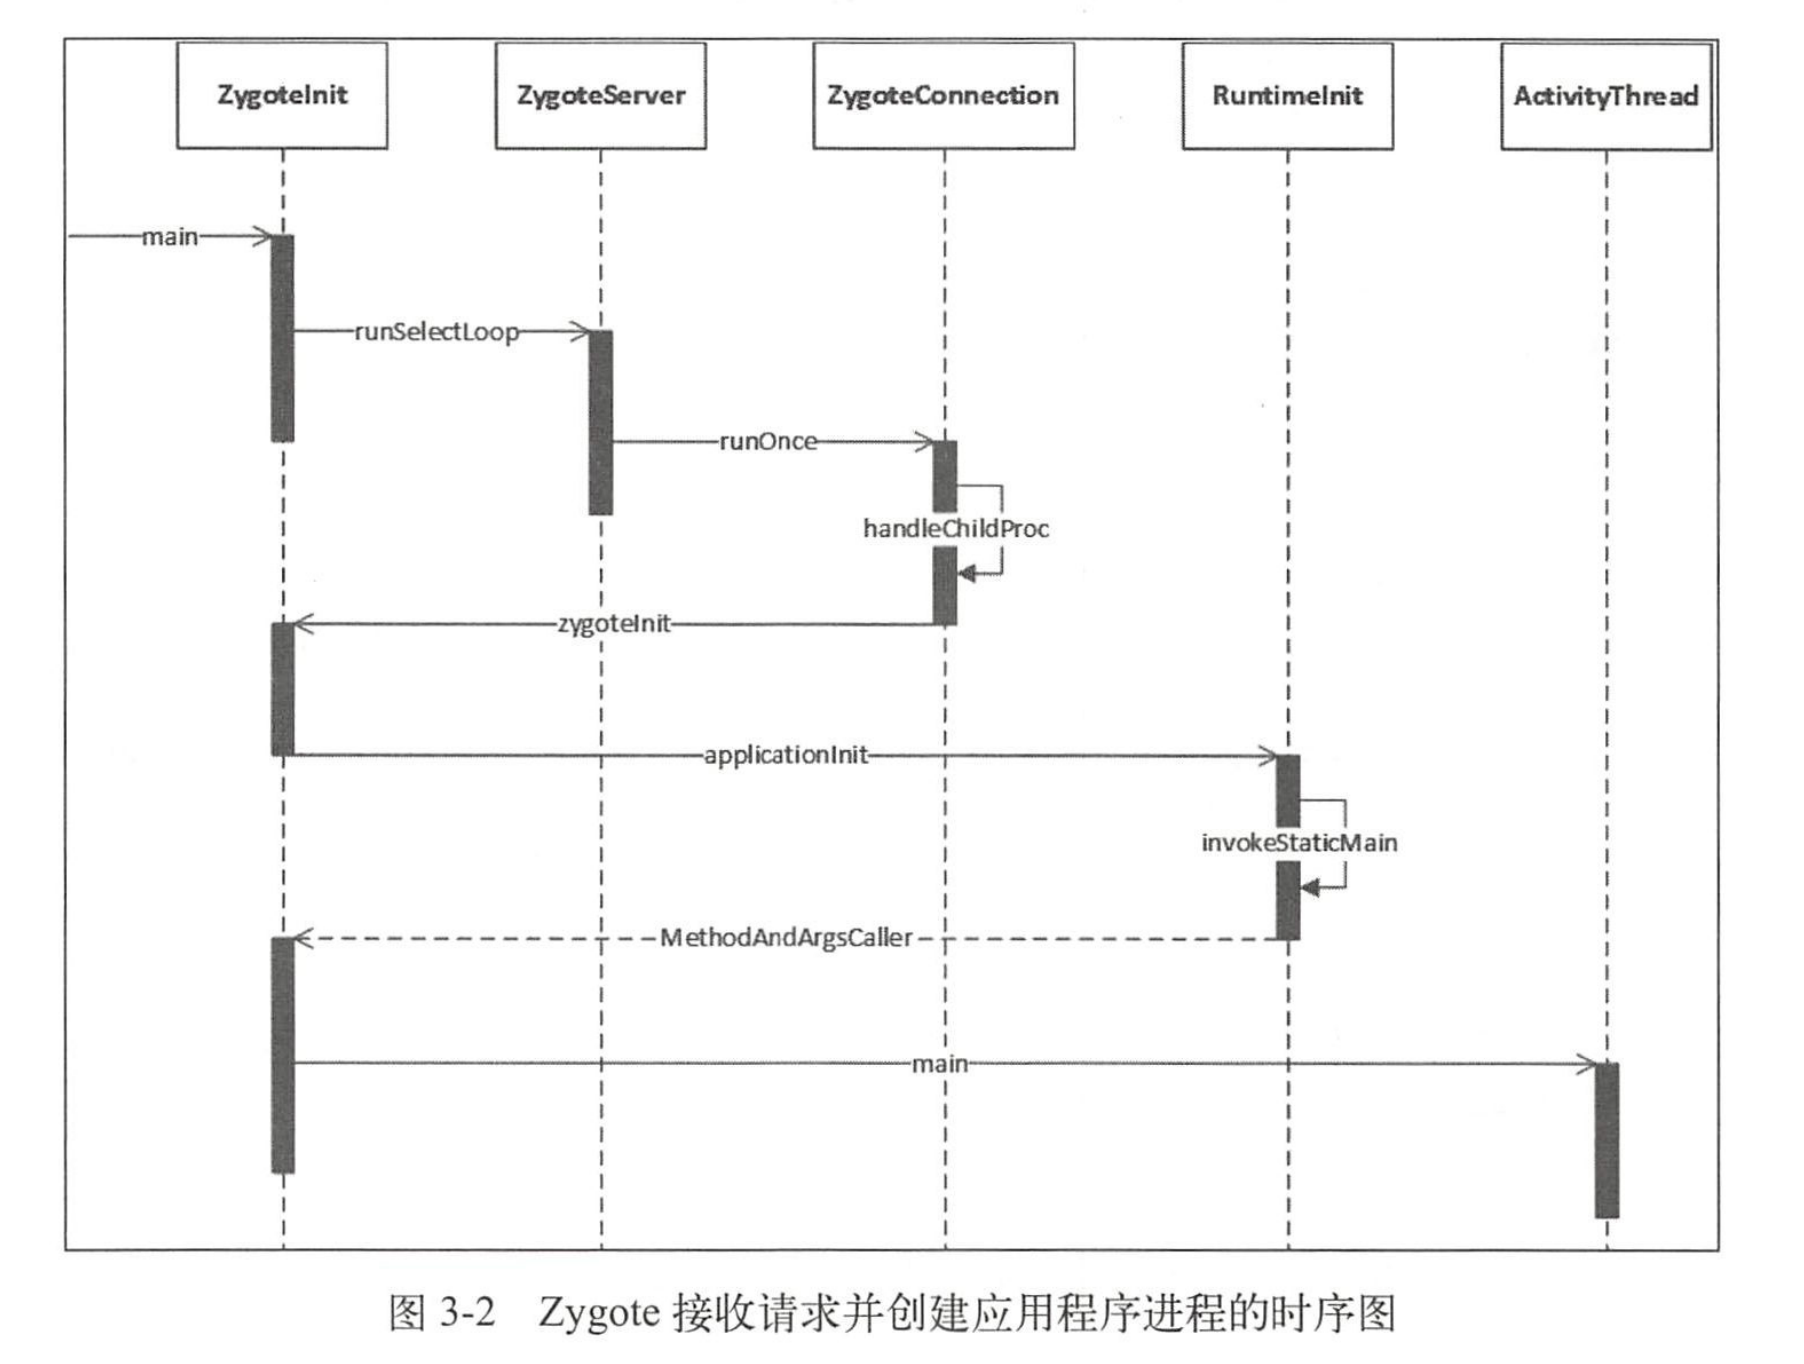 ZygoteInit ZygoteServer ZygoteConnection RuntimeInit ActivityThread
main
runSelectLoop
runOnce
handleChildProc
zygoteInit
applicationInit
invokeStaticMain
MethodAndArgsCaller
main
图 3-2 Zygote 接收请求并创建应用程序进程的时序图